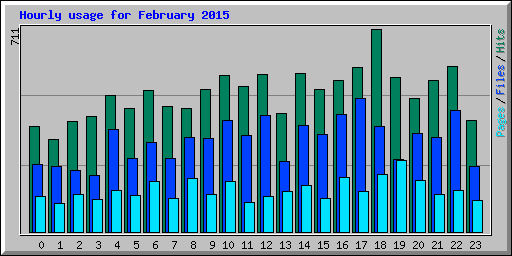 Hourly usage for February 2015
711
Pages / Files / Hits
0 1 2 3 4 5 6 7 8 9 10 11 12 13 14 15 16 17 18 19 20 21 22 23